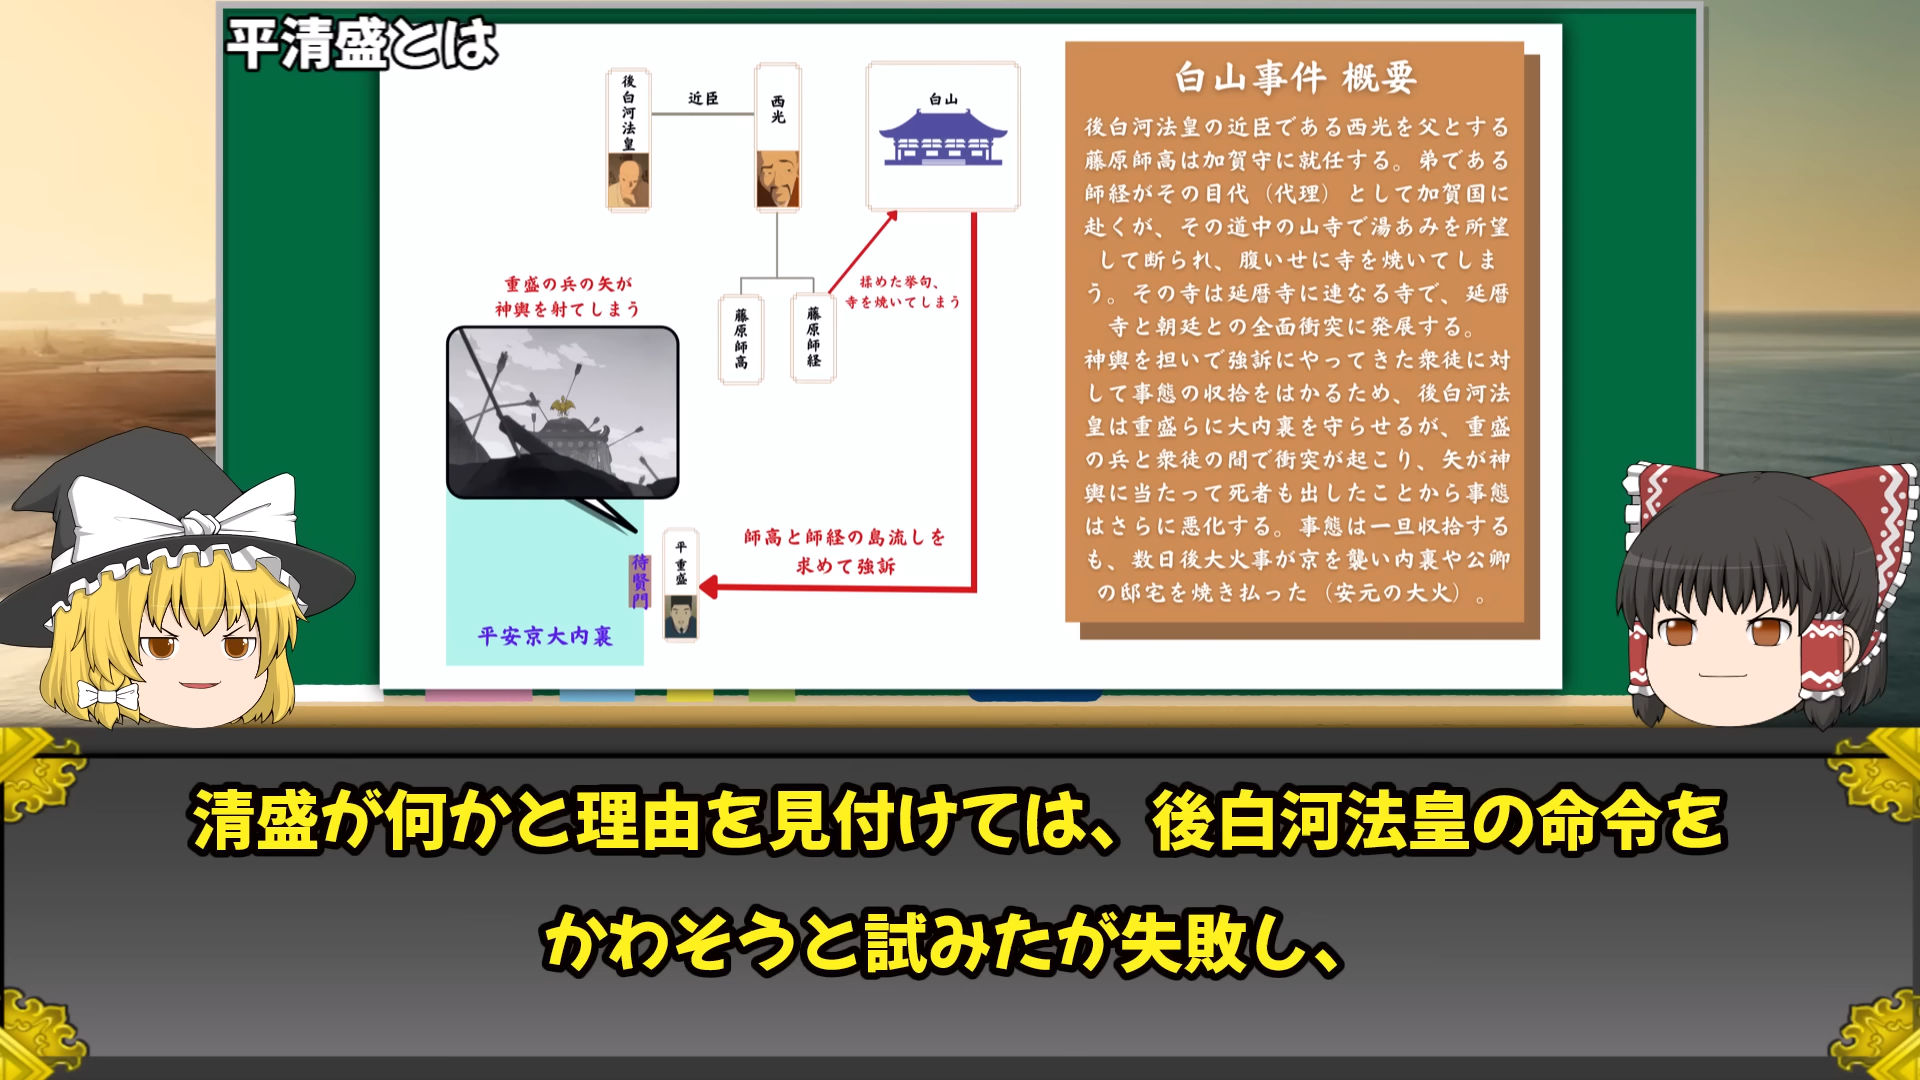 平清盛とは
後白河法皇
近臣
西光
白山
重盛の兵の矢が
神輿を射てしまう
藤原師高
藤原師経
揉めた挙句、
寺を焼いてしまう
待賢門
平重盛
師高と師経の島流しを
求めて強訴
平安京大内裏
白山事件 概要
後白河法皇の近臣である西光を父とする
藤原師高は加賀守に就任する。弟である
師経がその目代（代理）として加賀国に
赴くが、その道中の山寺で湯あみを所望
して断られ、腹いせに寺を焼いてしま
う。その寺は延暦寺に連なる寺で、延暦
寺と朝廷との全面衝突に発展する。
神輿を担いで強訴にやってきた衆徒に対
して事態の収拾をはかるため、後白河法
皇は重盛らに大内裏を守らせるが、重盛
の兵と衆徒の間で衝突が起こり、矢が神
輿に当たって死者も出したことから事態
はさらに悪化する。事態は一旦収拾する
も、数日後大火事が京を襲い内裏や公卿
の邸宅を焼き払った（安元の大火）。
清盛が何かと理由を見付けては、後白河法皇の命令を
かわそうと試みたが失敗し、